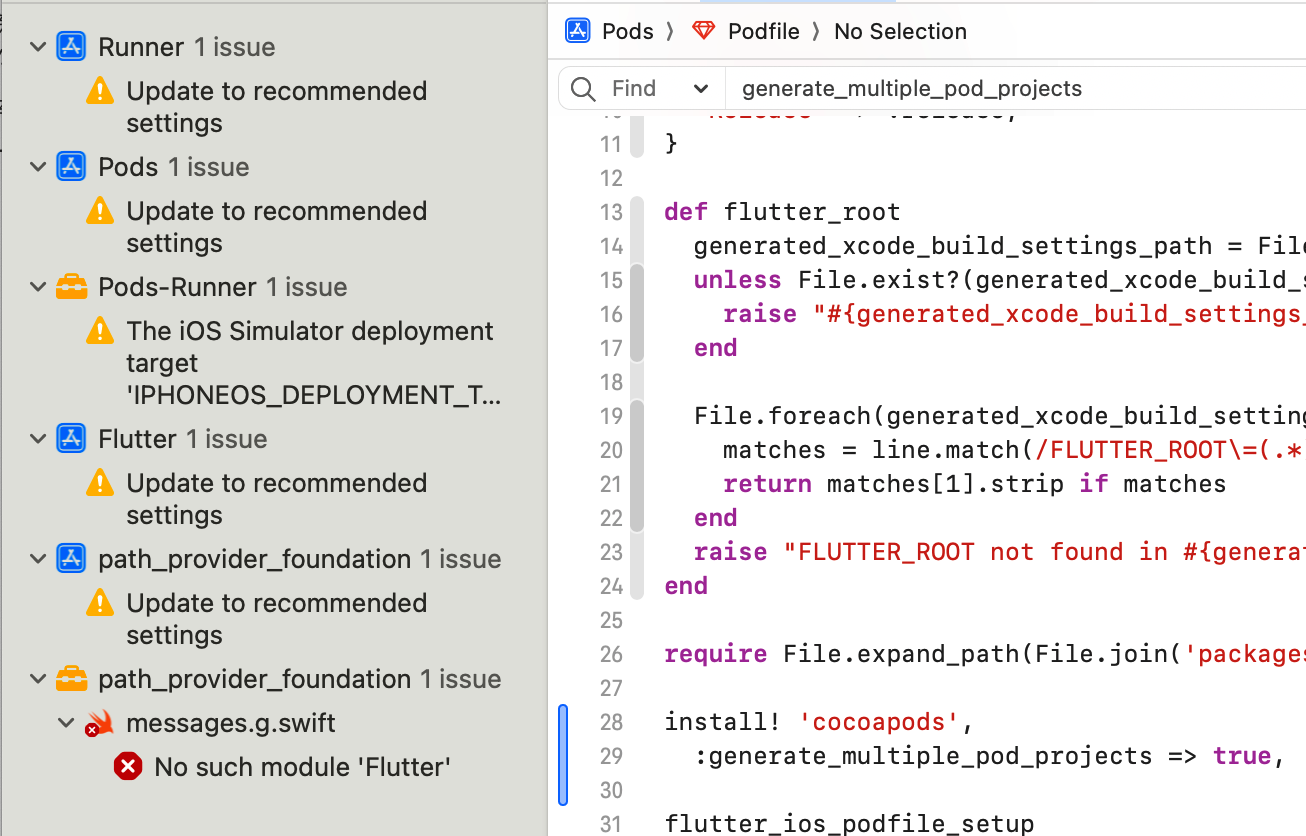 Runner 1 issue
Update to recommended
settings
Pods 1 issue
Update to recommended
settings
Pods-Runner 1 issue
The iOS Simulator deployment
target
'IPHONEOS_DEPLOYMENT_T...
Flutter 1 issue
Update to recommended
settings
path_provider_foundation 1 issue
Update to recommended
settings
path_provider_foundation 1 issue
messages.g.swift
No such module 'Flutter'
Pods 〉 Podfile 〉 No Selection
Find generate_multiple_pod_projects
11 }
12
13 def flutter_root
14 generated_xcode_build_settings_path = File
15 unless File.exist?(generated_xcode_build_s
16 raise "#{generated_xcode_build_settings_
17 end
18
19 File.foreach(generated_xcode_build_setting
20 matches = line.match(/FLUTTER_ROOT\=(.*
21 return matches[1].strip if matches
22 end
23 raise "FLUTTER_ROOT not found in #{generat
24 end
25
26 require File.expand_path(File.join('packages
27
28 install! 'cocoapods',
29 :generate_multiple_pod_projects => true,
30
31 flutter_ios_podfile_setup